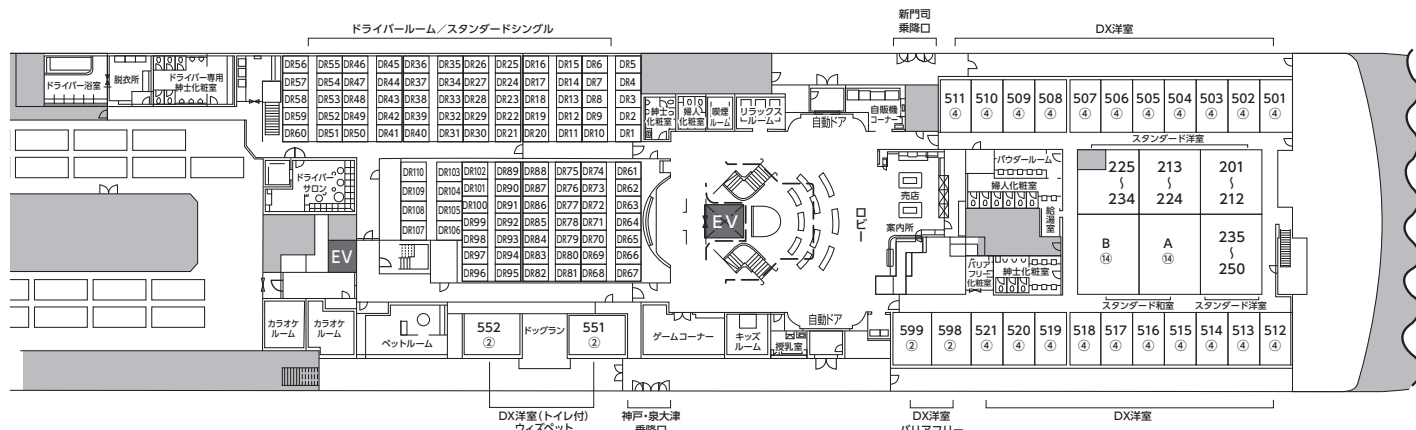 ドライバールーム／スタンダードシングル
新門司
乗降口
DX洋室
ドライバー浴室
脱衣所
ドライバー専用
紳士化粧室
DR56 DR55 DR46 DR45 DR36 DR35 DR26 DR25 DR16 DR15 DR6 DR5
DR57 DR54 DR47 DR44 DR37 DR34 DR27 DR24 DR17 DR14 DR7 DR4
DR58 DR53 DR48 DR43 DR38 DR33 DR28 DR23 DR18 DR13 DR8 DR3
DR59 DR52 DR49 DR42 DR39 DR32 DR29 DR22 DR19 DR12 DR9 DR2
DR60 DR51 DR50 DR41 DR40 DR31 DR30 DR21 DR20 DR11 DR10 DR1
紳士
化粧室
婦人
化粧室
喫煙
ルーム
リラックス
ルーム
自動ドア
自販機
コーナー
511 510 509 508 507 506 505 504 503 502 501
④ ④ ④ ④ ④ ④ ④ ④ ④ ④ ④
スタンダード洋室
ドライバー
サロン
DR110 DR103 DR102 DR89 DR88 DR75 DR74 DR61
DR109 DR104 DR101 DR90 DR87 DR76 DR73 DR62
DR108 DR105 DR100 DR91 DR86 DR77 DR72 DR63
DR107 DR106 DR99 DR92 DR85 DR78 DR71 DR64
DR98 DR93 DR84 DR79 DR70 DR65
DR97 DR94 DR83 DR80 DR69 DR66
DR96 DR95 DR82 DR81 DR68 DR67
EV
EV
ロビー
売店
案内所
パウダールーム
婦人化粧室
給湯室
バリア
フリー
化粧室
紳士化粧室
225
〜
234
213
〜
224
201
〜
212
B
⑭
A
⑭
235
〜
250
スタンダード和室
スタンダード洋室
カラオケ
ルーム
カラオケ
ルーム
ペットルーム
552
②
ドッグラン
551
②
ゲームコーナー
キッズ
ルーム
授乳室
自動ドア
599 598 521 520 519 518 517 516 515 514 513 512
② ② ④ ④ ④ ④ ④ ④ ④ ④ ④ ④
DX洋室（トイレ付）
ウィズペット
神戸・泉大津
乗降口
DX洋室
バリアフリー
DX洋室